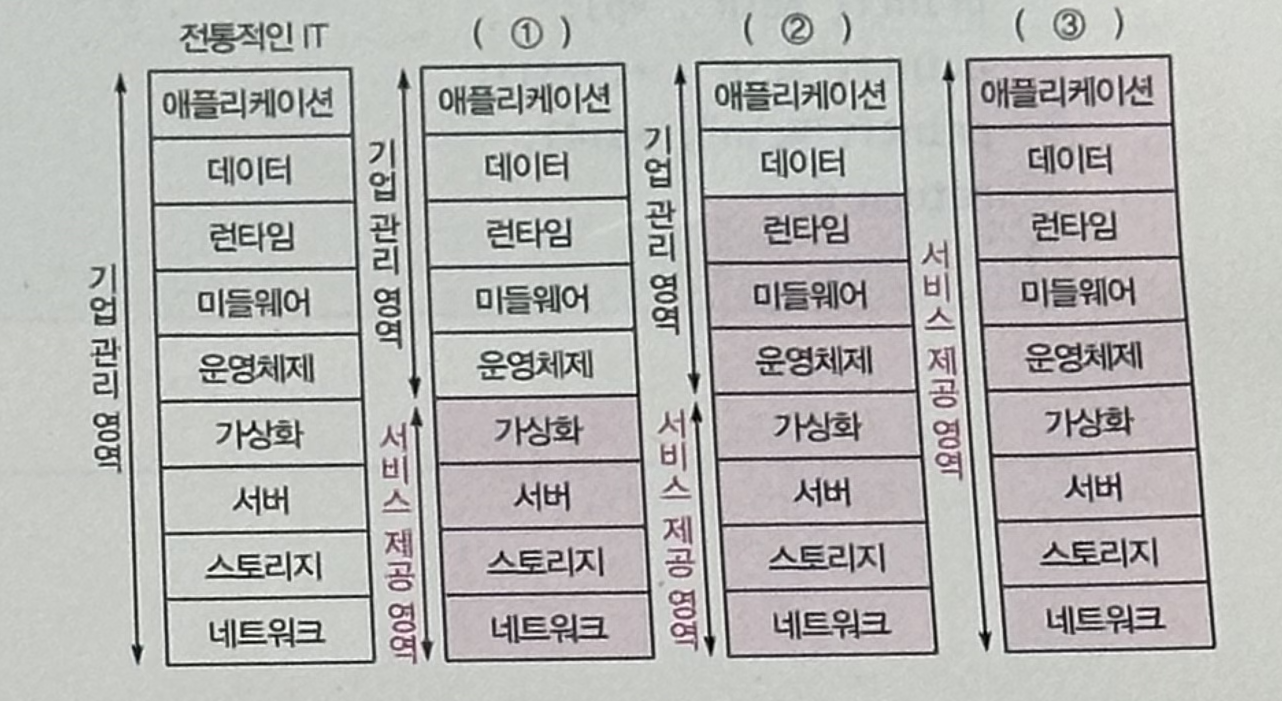 전통적인 IT
( ① )
( ② )
( ③ )
기업 관리 영역
애플리케이션
데이터
런타임
미들웨어
운영체제
가상화
서버
스토리지
네트워크
기업 관리 영역
서비스 제공 영역
애플리케이션
데이터
런타임
미들웨어
운영체제
가상화
서버
스토리지
네트워크
기업 관리 영역
서비스 제공 영역
애플리케이션
데이터
런타임
미들웨어
운영체제
가상화
서버
스토리지
네트워크
서비스 제공 영역
애플리케이션
데이터
런타임
미들웨어
운영체제
가상화
서버
스토리지
네트워크